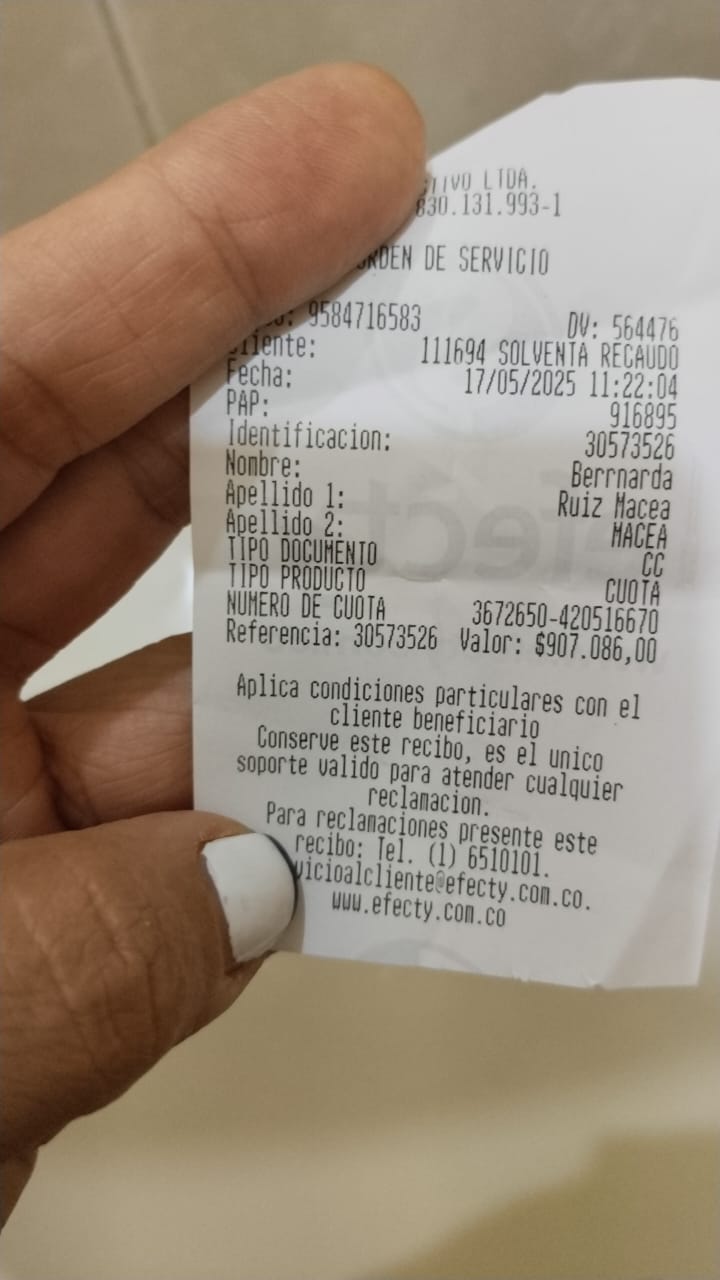 LTDA.
830.131.993-1
DE SERVICIO
9584716583 DV: 564476
Cliente: 111694 SOLVENTA RECAUDO
Fecha: 17/05/2025 11:22:04
PAP: 916895
Identificacion: 30573526
Nombre: Berrnarda
Apellido 1: Ruiz Macea
Apellido 2: MACEA
TIPO DOCUMENTO CC
TIPO PRODUCTO CUOTA
NUMERO DE CUOTA 3672650-420516670
Referencia: 30573526 Valor: $907.086,00
Aplica condiciones particulares con el
cliente beneficiario
Conserve este recibo, es el unico
soporte valido para atender cualquier
reclamacion.
Para reclamaciones presente este
recibo: Tel. (1) 6510101.
vicioalcliente@efecty.com.co.
www.efecty.com.co